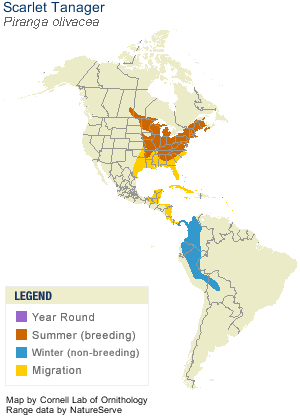 Scarlet Tanager
Piranga olivacea
LEGEND
Year Round
Summer (breeding)
Winter (non-breeding)
Migration
Map by Cornell Lab of Ornithology
Range data by NatureServe